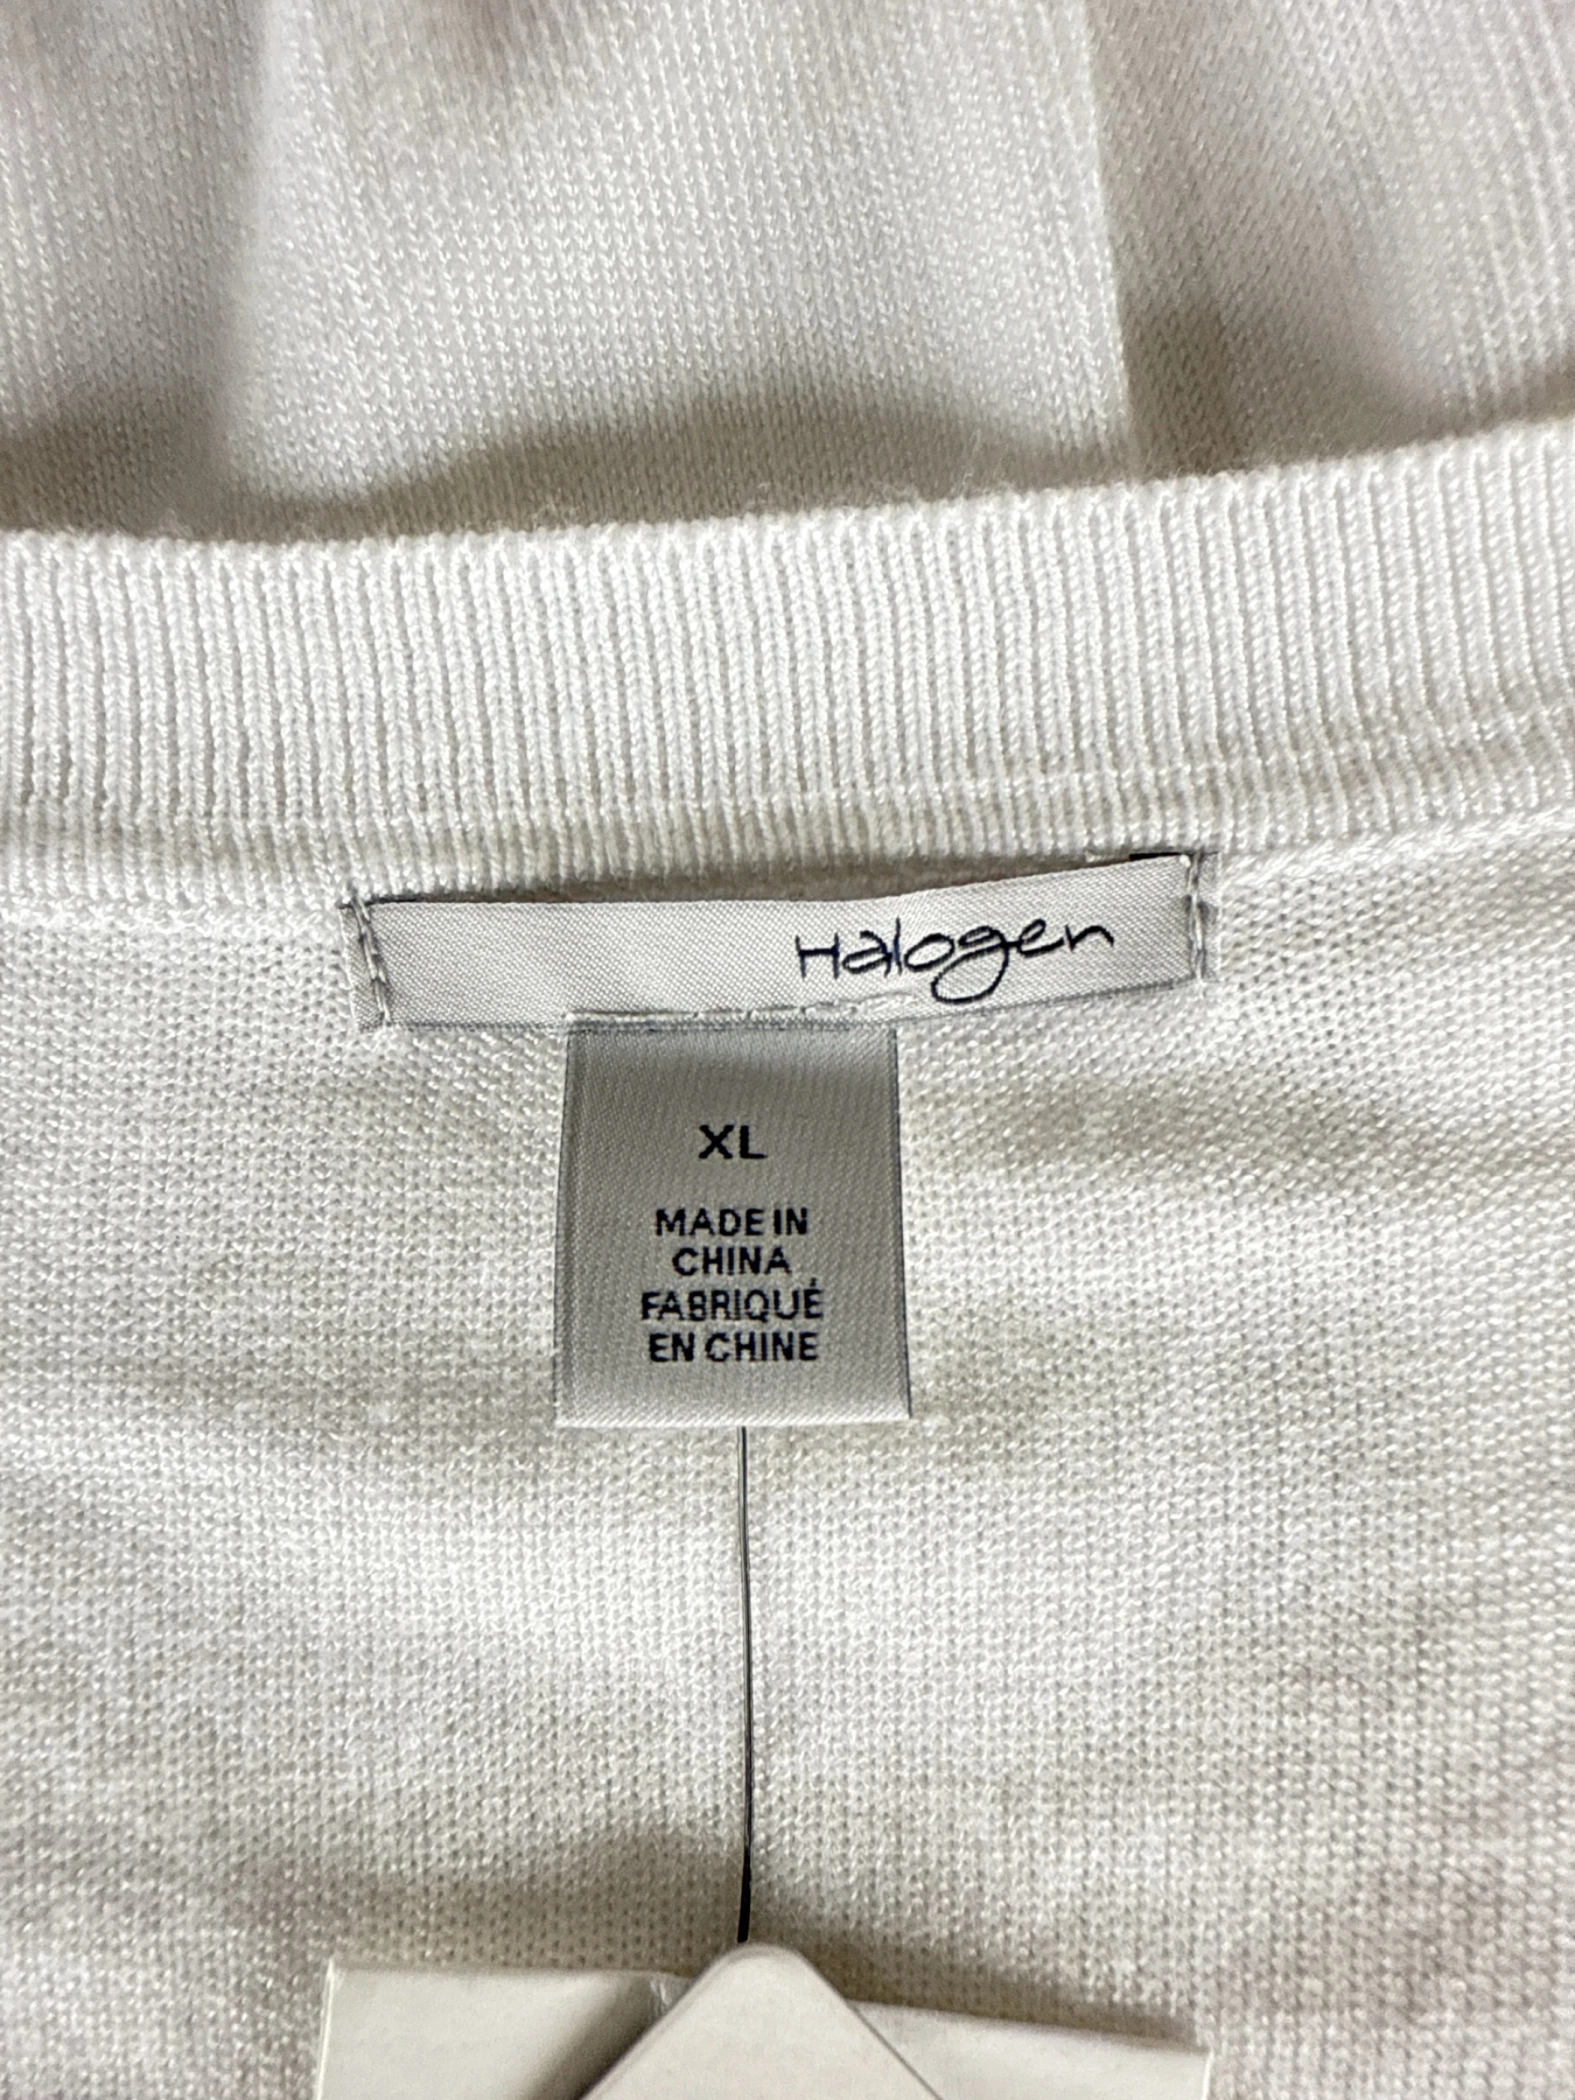 Halogen
XL
MADE IN
CHINA
FABRIQUÉ
EN CHINE